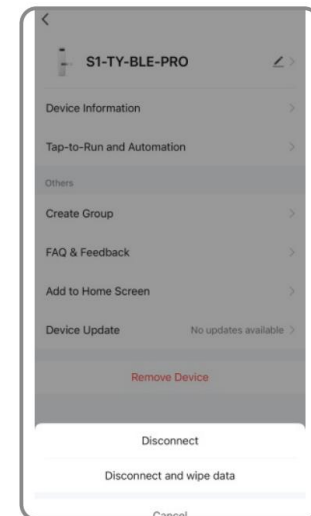 S1-TY-BLE-PRO
Device Information
Tap-to-Run and Automation
Others
Create Group
FAQ & Feedback
Add to Home Screen
Device Update No updates available
Remove Device
Disconnect
Disconnect and wipe data
Cancel